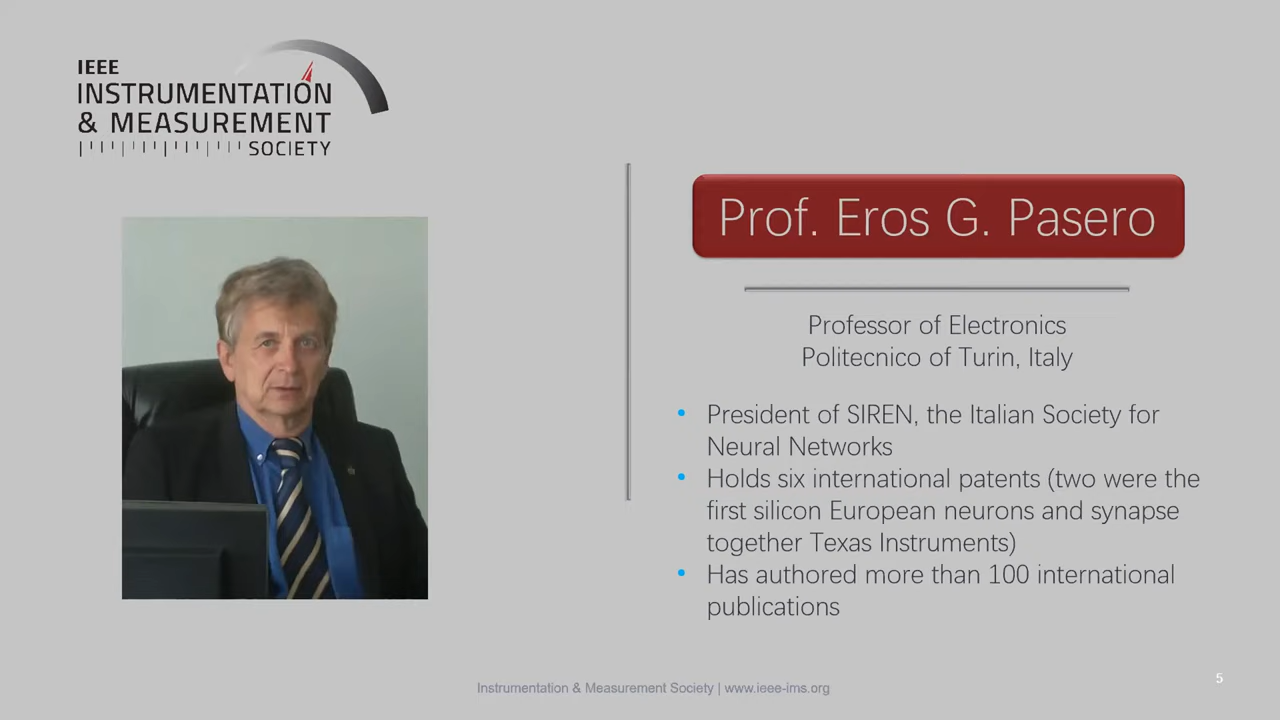 IEEE
INSTRUMENTATION
& MEASUREMENT
SOCIETY
Prof. Eros G. Pasero
Professor of Electronics
Politecnico of Turin, Italy
• President of SIREN, the Italian Society for
Neural Networks
• Holds six international patents (two were the
first silicon European neurons and synapse
together Texas Instruments)
• Has authored more than 100 international
publications
Instrumentation & Measurement Society | www.ieee-ims.org
5